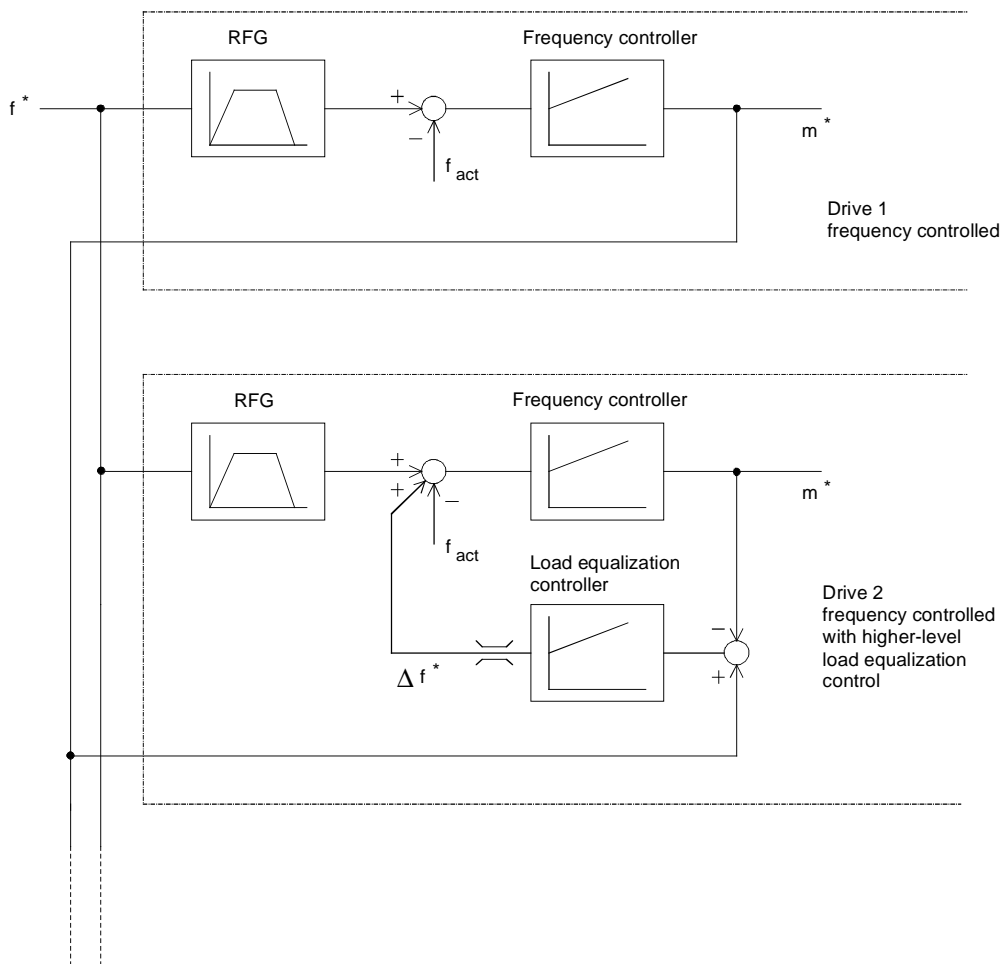 RFG
Frequency controller
f *
+
−
f act
m *
Drive 1
frequency controlled
RFG
Frequency controller
+
+
−
f act
m *
Load equalization
controller
Drive 2
frequency controlled
with higher-level
load equalization
control
−
+
Δ f *